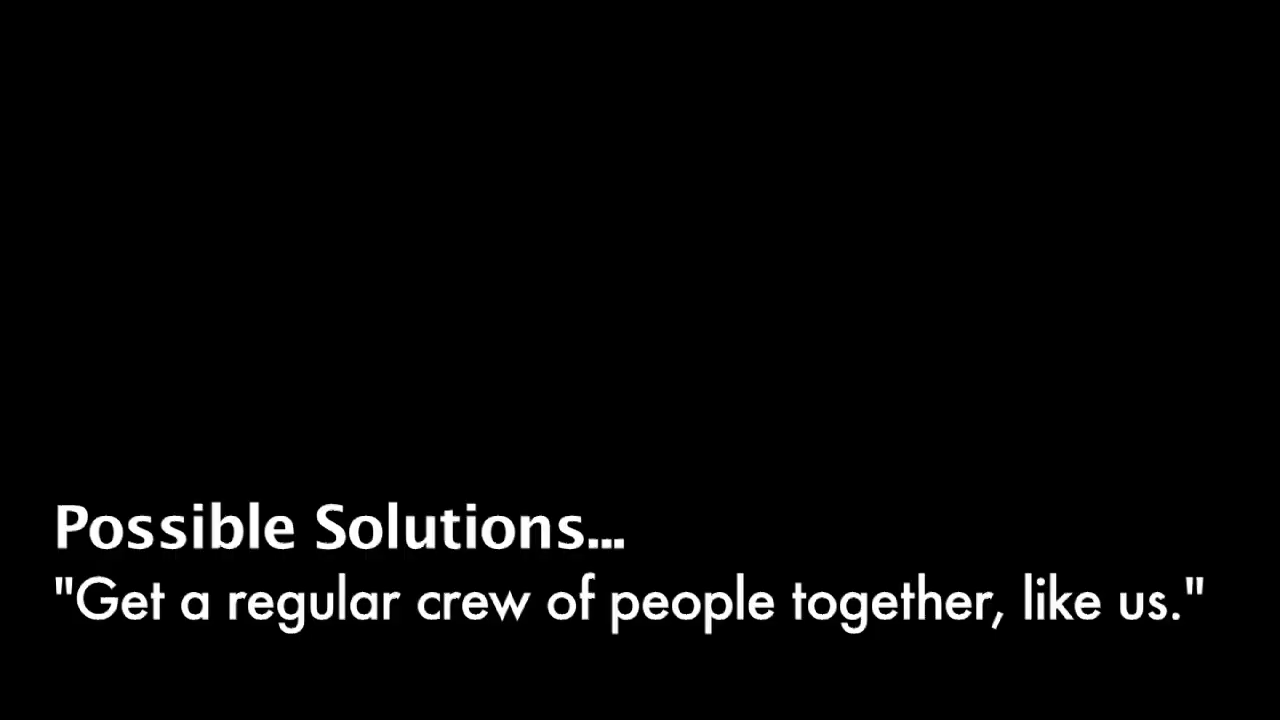 Possible Solutions...
"Get a regular crew of people together, like us."